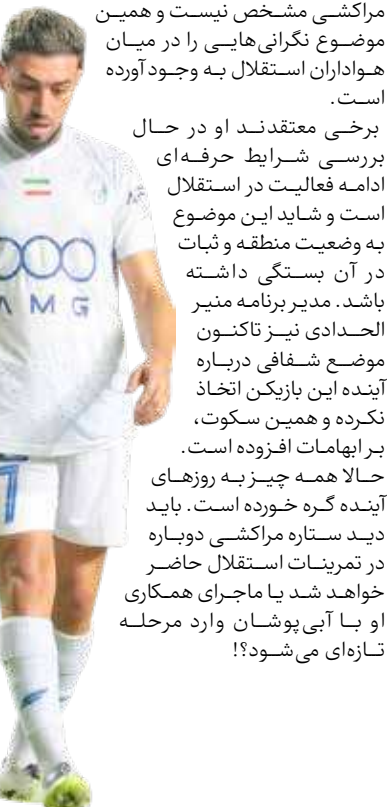 مراکشی مشخص نیست و همین
موضوع نگرانی‌هایی را در میان
هواداران استقلال به وجود آورده
است.
برخی معتقدند او در حال
بررسی شرایط حرفه‌ای
ادامه فعالیت در استقلال
است و شاید این موضوع
به وضعیت منطقه و ثبات
در آن بستگی داشته
باشد. مدیر برنامه منیر
الحدادی نیز تاکنون
موضع شفافی درباره
آینده این بازیکن اتخاذ
نکرده و همین سکوت،
بر ابهامات افزوده است.
حالا همه چیز به روزهای
آینده گره خورده است. باید
دید ستاره مراکشی دوباره
در تمرینات استقلال حاضر
خواهد شد یا ماجرای همکاری
او با آبی‌پوشان وارد مرحله
تازه‌ای می‌شود؟!
AMG